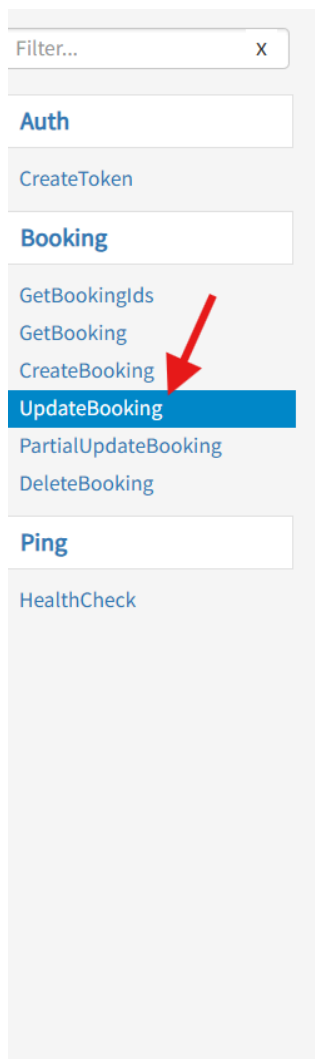 Filter... x
Auth
CreateToken
Booking
GetBookingIds
GetBooking
CreateBooking
UpdateBooking
PartialUpdateBooking
DeleteBooking
Ping
HealthCheck